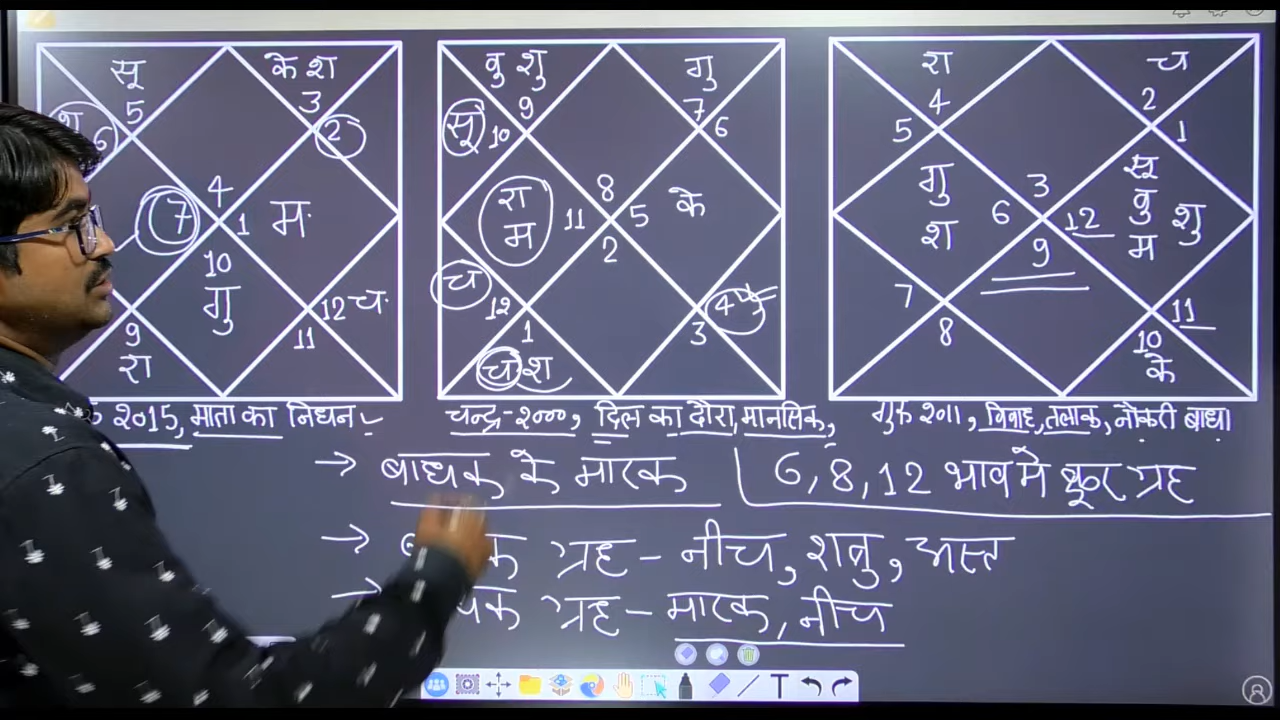 सू
5
6
के श
3
2
4
7
1 म
10
गु
12 च
11
9
रा
बु शु
9
सू 10
गु
7
6
8
रा
म
11
5 के
2
च
12
1
च श
4
3
रा
4
5
च
2
1
गु
श
3
6
12
सू
बु
म
शु
9
7
8
11
10
के
2015, माता का निधन
चन्द्र-2000, दिल का दौरा, मानसिक,
गुरु 2011, विवाह, तलाक, नौकरी बाधा
→ बाधक के मारक
6, 8, 12 भाव मे क्रूर ग्रह
→ क ग्रह - नीच, शत्रु, अस्त
→ धक ग्रह - मारक, नीच
T